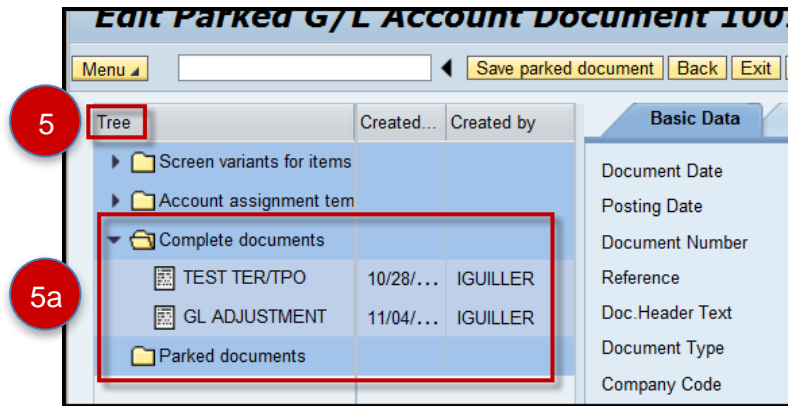 Edit Parked G/L Account Document 100
Menu Save parked document Back Exit
5 Tree Created... Created by Basic Data
Screen variants for items
Account assignment tem
Complete documents
TEST TER/TPO 10/28/... IGUILLER
5a
GL ADJUSTMENT 11/04/... IGUILLER
Parked documents
Document Date
Posting Date
Document Number
Reference
Doc.Header Text
Document Type
Company Code